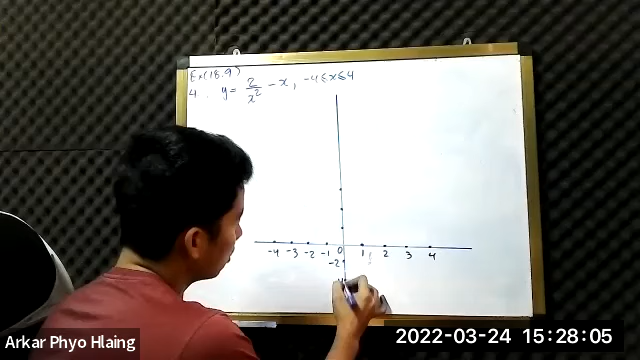 Ex(18.9)
4. y = 2/x² - x, -4≤x≤4
-4 -3 -2 -1 0 1 2 3 4
-2
Arkar Phyo Hlaing
2022-03-24 15:28:05